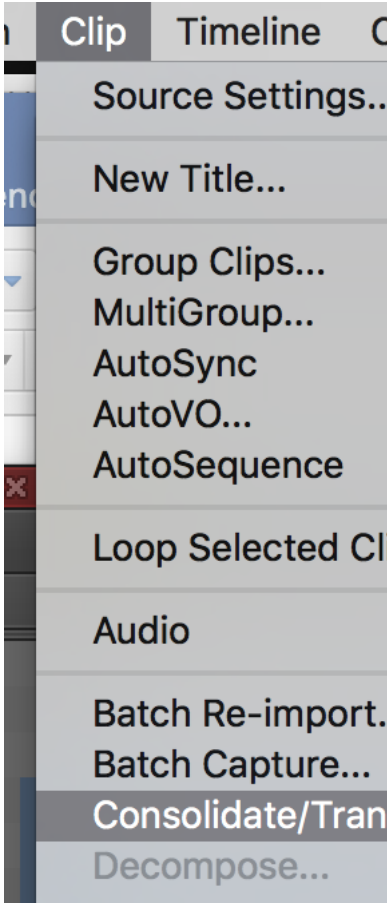 Clip Timeline
Source Settings..
New Title...
Group Clips...
MultiGroup...
AutoSync
AutoVO...
AutoSequence
Loop Selected Cli
Audio
Batch Re-import.
Batch Capture...
Consolidate/Tran
Decompose...